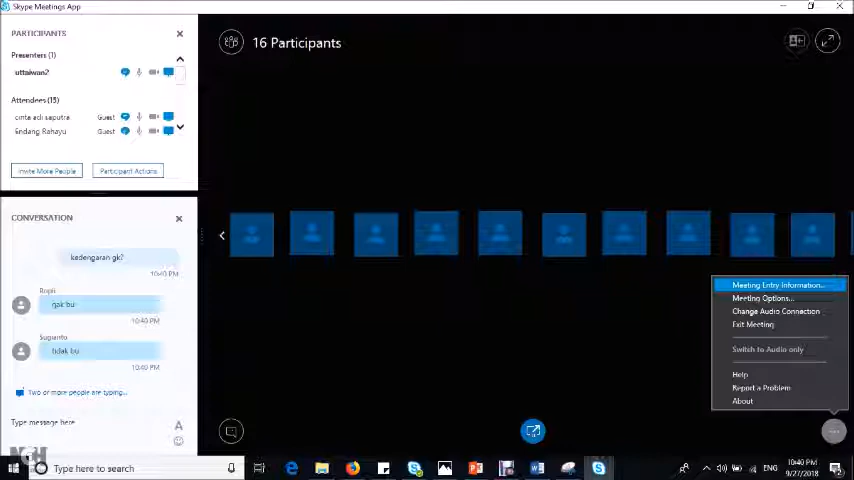 Skype Meetings App
PARTICIPANTS
Presenters (1)
uttaiwan2
Attendees (15)
cinta adi saputra Guest
Endang Rahayu Guest
Invite More People Participant Actions
CONVERSATION
kedengaran gk?
10:40 PM
Ropii
gak bu
10:40 PM
Sugianto
tidak bu
10:40 PM
Two or more people are typing...
Type message here
A
16 Participants
Meeting Entry Information...
Meeting Options...
Change Audio Connection
Exit Meeting
Switch to Audio only
Help
Report a Problem
About
Type here to search
ENG
10:40 PM
9/27/2018